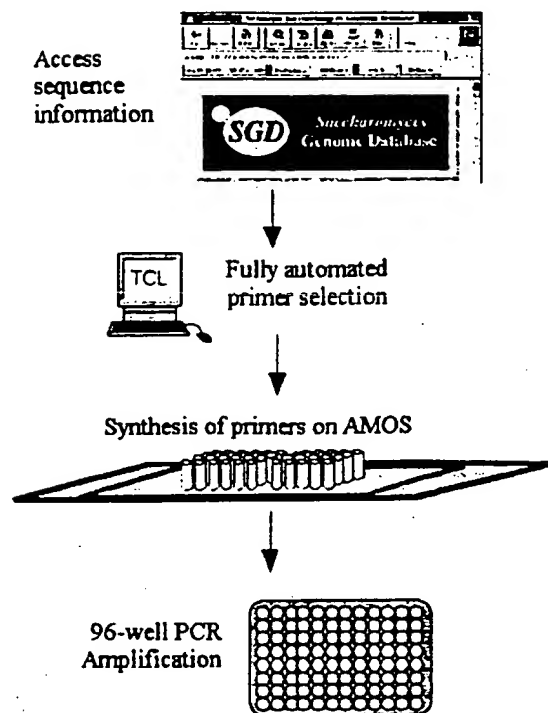 Access
sequence
information
SGD
Saccharomyces
Genome Database
TCL
Fully automated
primer selection
Synthesis of primers on AMOS
96-well PCR
Amplification